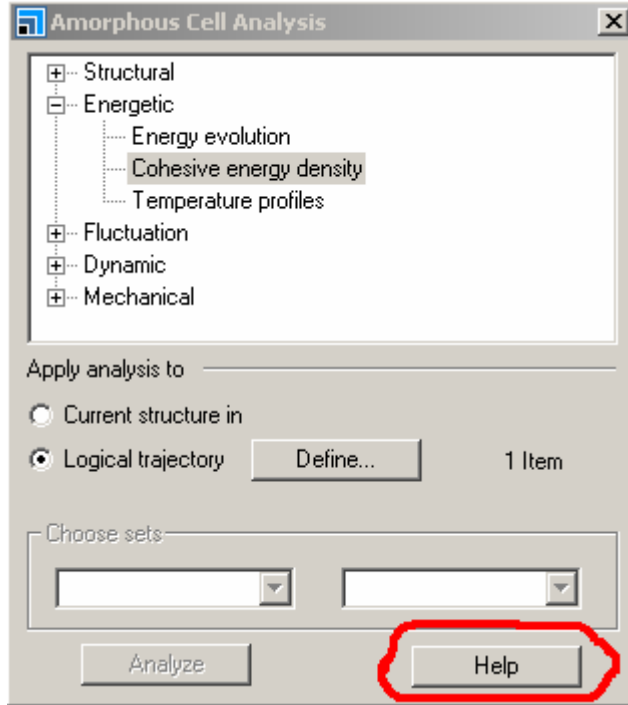 Amorphous Cell Analysis
Structural
Energetic
Energy evolution
Cohesive energy density
Temperature profiles
Fluctuation
Dynamic
Mechanical
Apply analysis to
Current structure in
Logical trajectory Define... 1 Item
Choose sets
Analyze Help